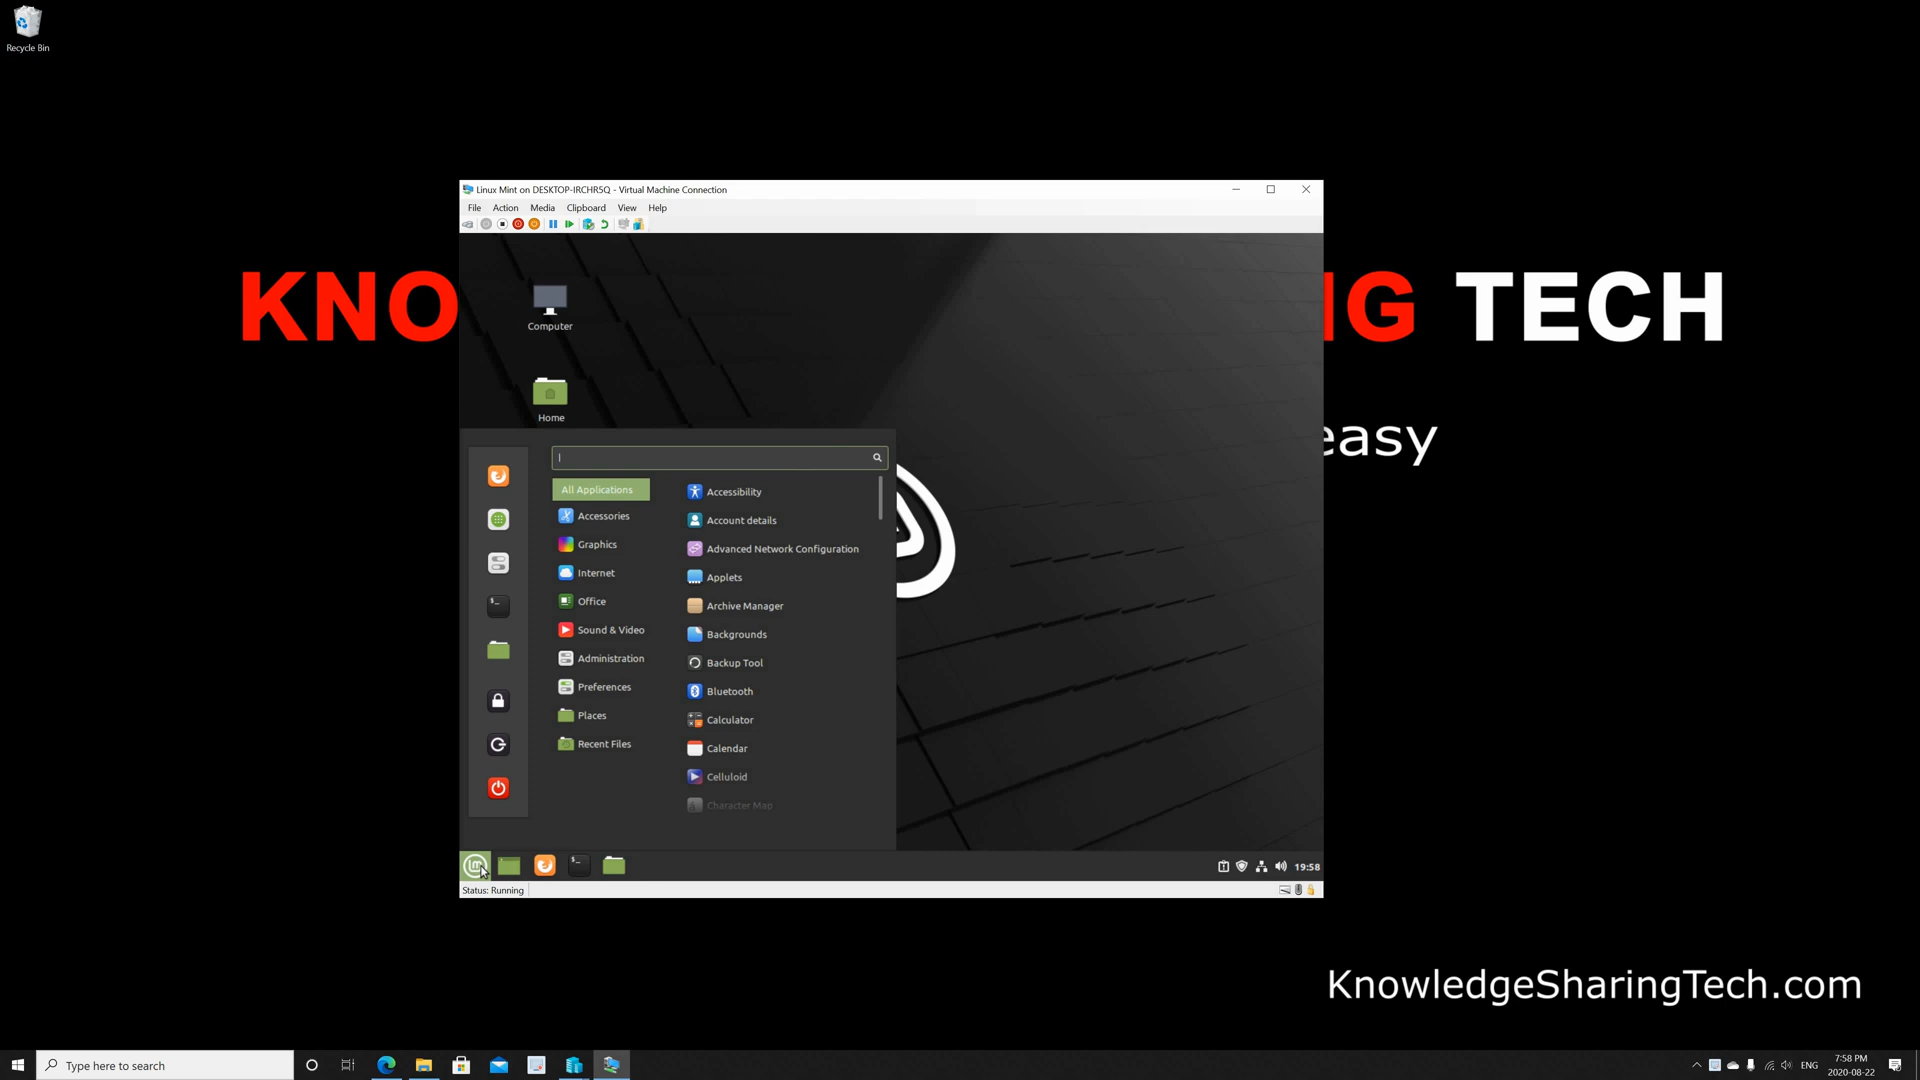 Recycle Bin
Linux Mint on DESKTOP-IRCHR5Q - Virtual Machine Connection
File Action Media Clipboard View Help
KNO
NG TECH
easy
Computer
Home
All Applications
Accessories
Graphics
Internet
Office
Sound & Video
Administration
Preferences
Places
Recent Files
Accessibility
Account details
Advanced Network Configuration
Applets
Archive Manager
Backgrounds
Backup Tool
Bluetooth
Calculator
Calendar
Celluloid
Character Map
19:58
Status: Running
KnowledgeSharingTech.com
Type here to search
ENG
7:58 PM
2020-08-22